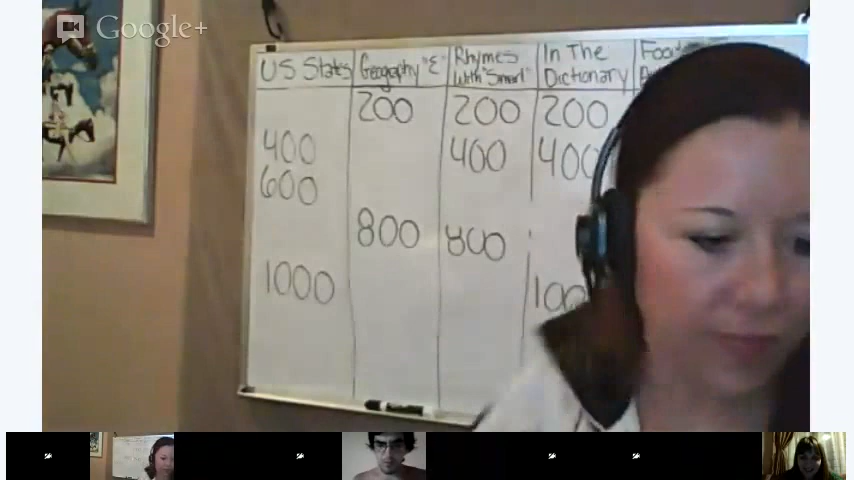 Google+
US States Geography "E" Rhymes With "Smart" In The Dictionary
200 200 200
400 400 400
600
800 800
1000